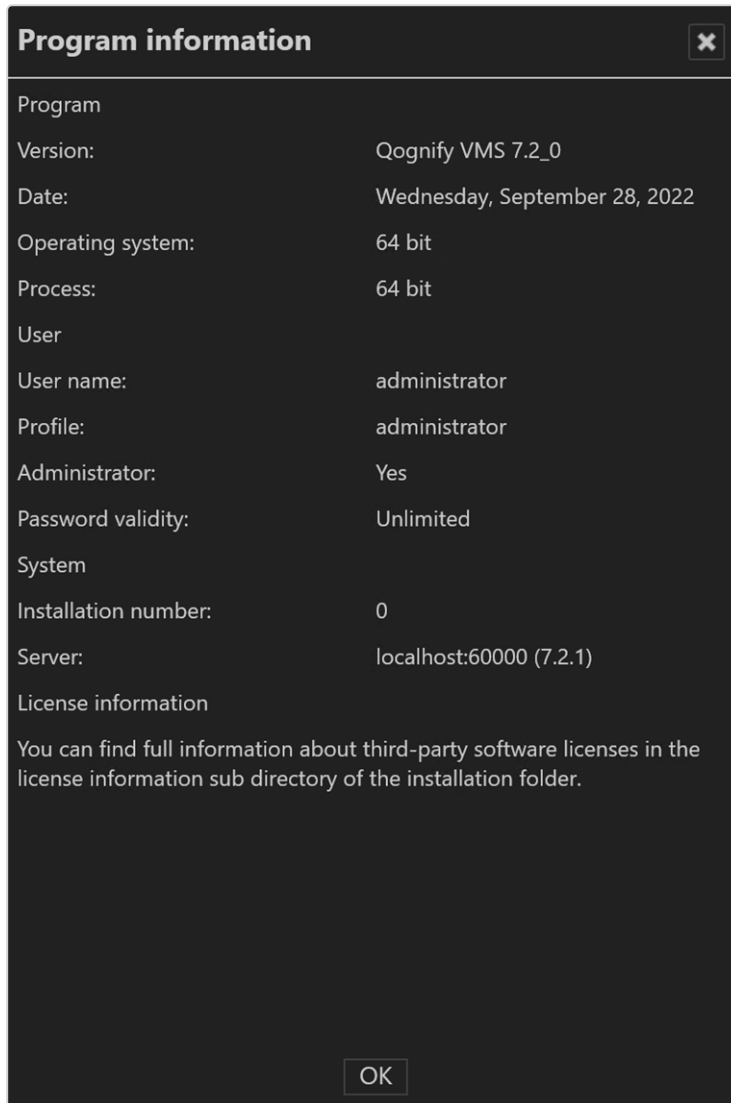 Program information
Program
Version: Qognify VMS 7.2_0
Date: Wednesday, September 28, 2022
Operating system: 64 bit
Process: 64 bit
User
User name: administrator
Profile: administrator
Administrator: Yes
Password validity: Unlimited
System
Installation number: 0
Server: localhost:60000 (7.2.1)
License information
You can find full information about third-party software licenses in the
license information sub directory of the installation folder.
OK